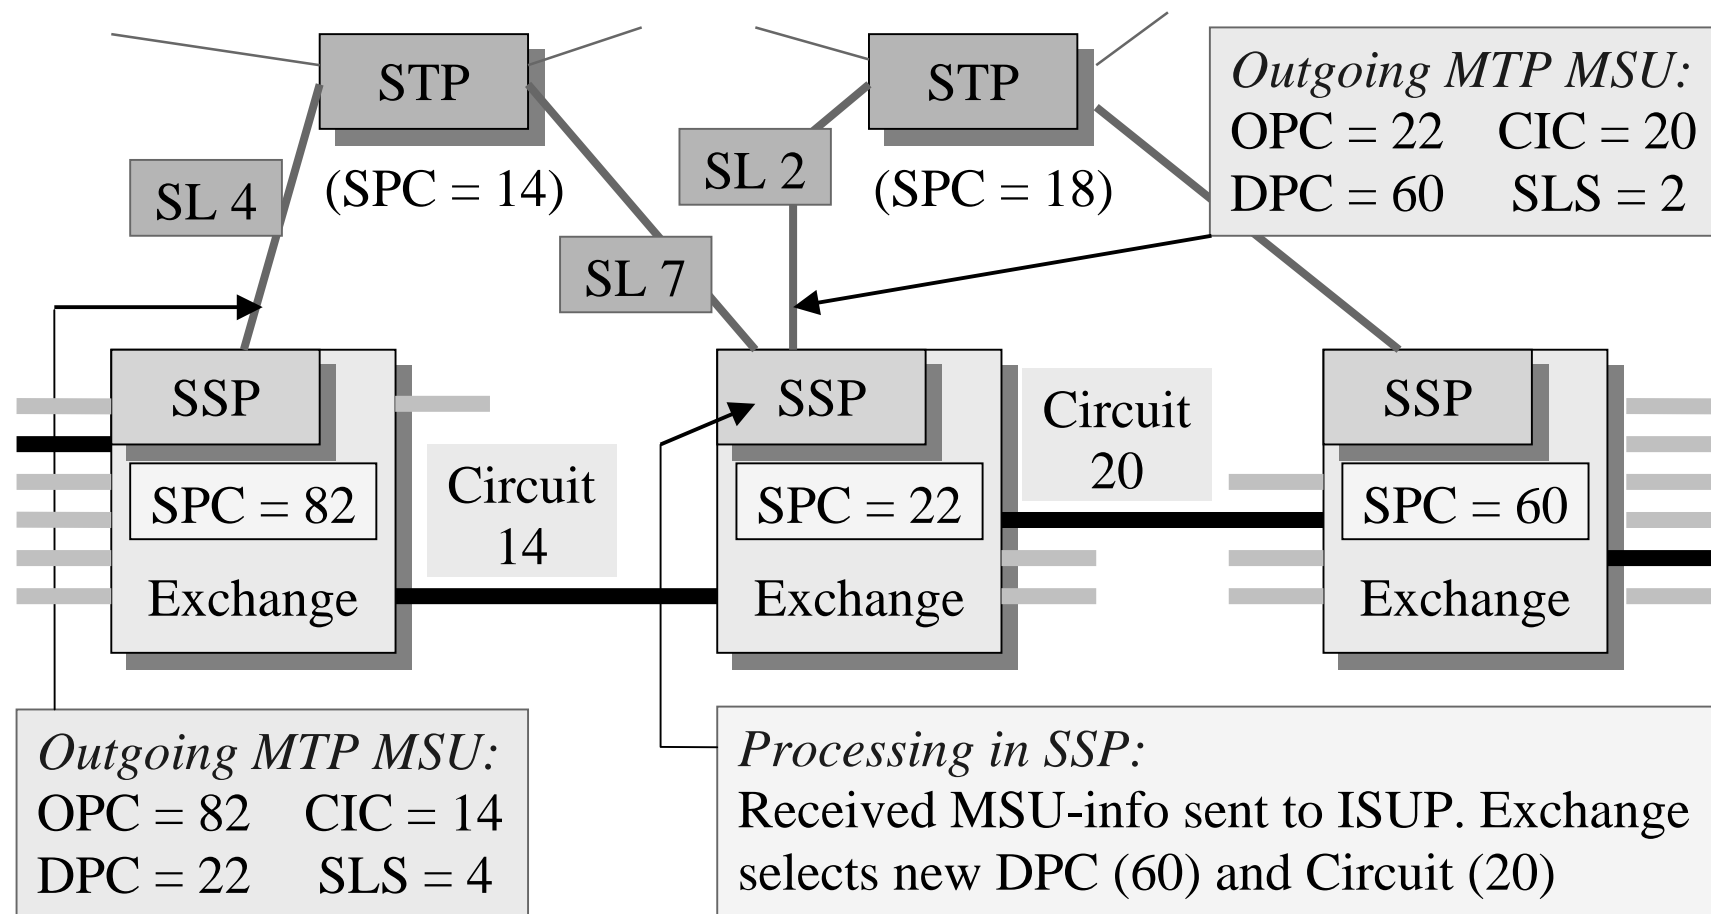 STP
(SPC = 14)
STP
(SPC = 18)
Outgoing MTP MSU:
OPC = 22 CIC = 20
DPC = 60 SLS = 2
SL 4
SL 7
SL 2
SSP
SPC = 82
Exchange
Circuit
14
SSP
SPC = 22
Exchange
Circuit
20
SSP
SPC = 60
Exchange
Outgoing MTP MSU:
OPC = 82 CIC = 14
DPC = 22 SLS = 4
Processing in SSP:
Received MSU-info sent to ISUP. Exchange
selects new DPC (60) and Circuit (20)